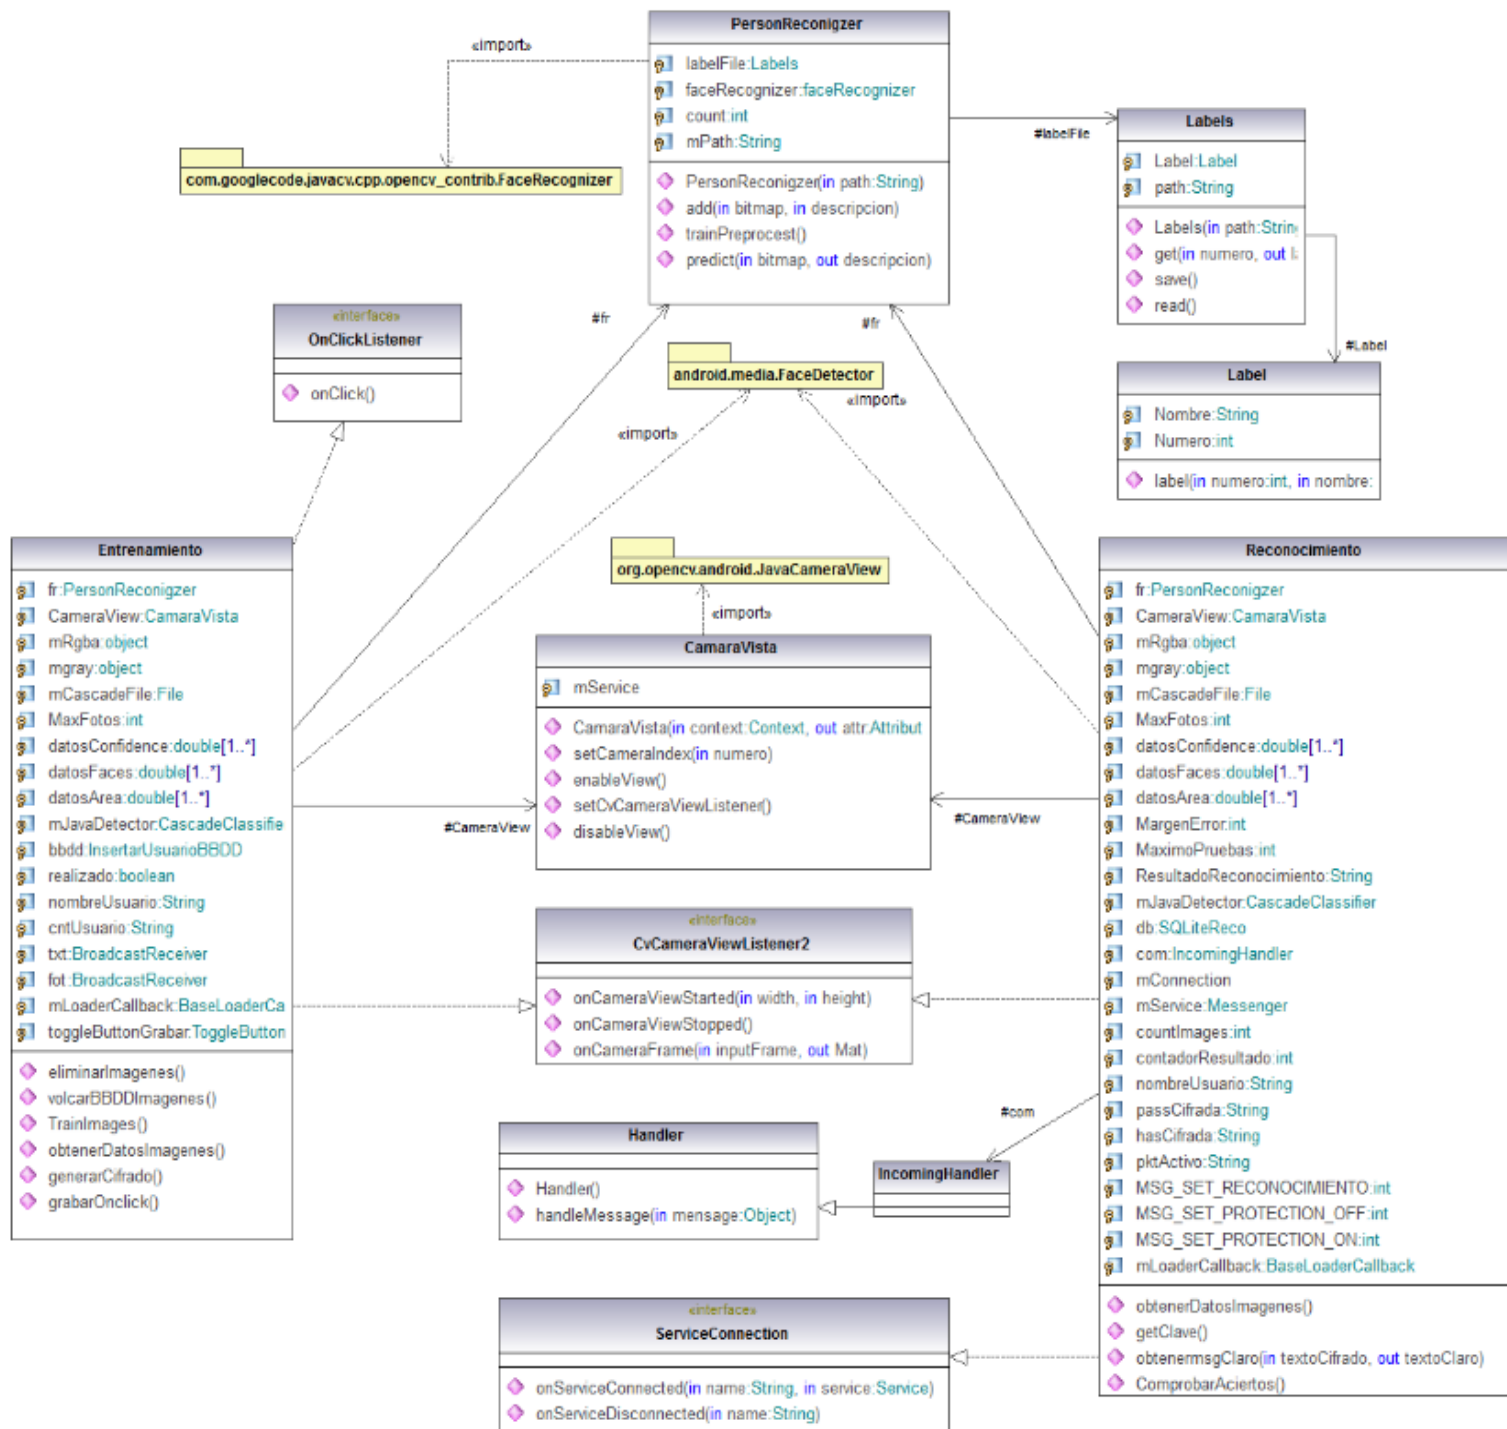 PersonReconigzer
labelFile:Labels
faceRecognizer:faceRecognizer
count:int
mPath:String
PersonReconigzer(in path:String)
add(in bitmap, in descripcion)
trainPreprocest()
predict(in bitmap, out descripcion)
«import»
com.googlecode.javacv.cpp.opencv_contrib.FaceRecognizer
#labelFile
Labels
Label:Label
path:String
Labels(in path:Strin
get(in numero, out l
save()
read()
#Label
Label
Nombre:String
Numero:int
label(in numero:int, in nombre:
«interface»
OnClickListener
onClick()
#fr
#fr
android.media.FaceDetector
«import»
«import»
Entrenamiento
fr:PersonReconigzer
CameraView:CamaraVista
mRgba:object
mgray:object
mCascadeFile:File
MaxFotos:int
datosConfidence:double[1..*]
datosFaces:double[1..*]
datosArea:double[1..*]
mJavaDetector:CascadeClassifie
bbdd:InsertarUsuarioBBDD
realizado:boolean
nombreUsuario:String
cntUsuario:String
txt:BroadcastReceiver
fot:BroadcastReceiver
mLoaderCallback:BaseLoaderCa
toggleButtonGrabar:ToggleButton
eliminarImagenes()
volcarBBDDImagenes()
TrainImages()
obtenerDatosImagenes()
generarCifrado()
grabarOnclick()
org.opencv.android.JavaCameraView
«import»
CamaraVista
mService
CamaraVista(in context:Context, out attr:Attribut
setCameraIndex(in numero)
enableView()
setCvCameraViewListener()
disableView()
#CameraView
#CameraView
«interface»
CvCameraViewListener2
onCameraViewStarted(in width, in height)
onCameraViewStopped()
onCameraFrame(in inputFrame, out Mat)
Handler
Handler()
handleMessage(in mensage:Object)
#com
IncomingHandler
«interface»
ServiceConnection
onServiceConnected(in name:String, in service:Service)
onServiceDisconnected(in name:String)
Reconocimiento
fr:PersonReconigzer
CameraView:CamaraVista
mRgba:object
mgray:object
mCascadeFile:File
MaxFotos:int
datosConfidence:double[1..*]
datosFaces:double[1..*]
datosArea:double[1..*]
MargenError:int
MaximoPruebas:int
ResultadoReconocimiento:String
mJavaDetector:CascadeClassifier
db:SQLiteReco
com:IncomingHandler
mConnection
mService:Messenger
countImages:int
contadorResultado:int
nombreUsuario:String
passCifrada:String
hasCifrada:String
pktActivo:String
MSG_SET_RECONOCIMIENTO:int
MSG_SET_PROTECTION_OFF:int
MSG_SET_PROTECTION_ON:int
mLoaderCallback:BaseLoaderCallback
obtenerDatosImagenes()
getClave()
obtenermsgClaro(in textoCifrado, out textoClaro)
ComprobarAciertos()